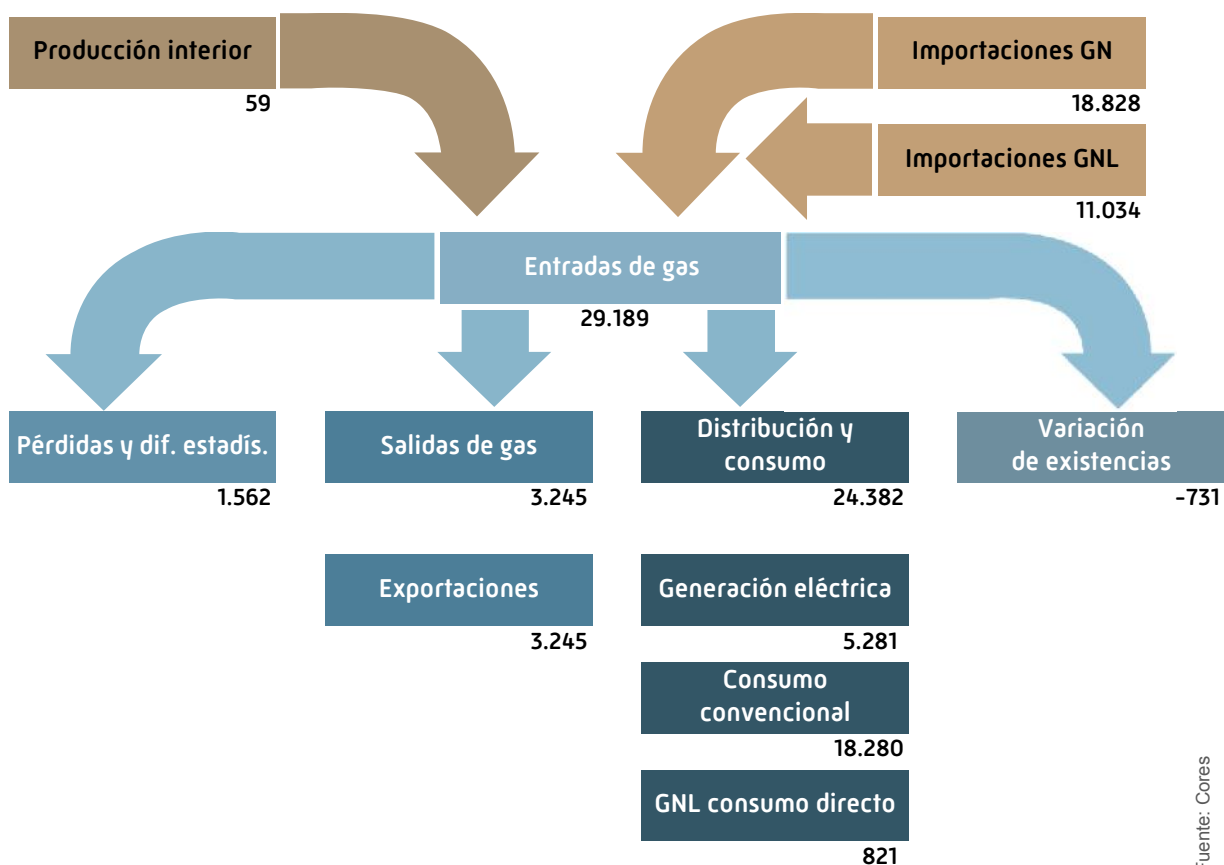 Producción interior
59
Importaciones GN
18.828
Importaciones GNL
11.034
Entradas de gas
29.189
Pérdidas y dif. estadís.
1.562
Salidas de gas
3.245
Distribución y
consumo
24.382
Variación
de existencias
-731
Exportaciones
3.245
Generación eléctrica
5.281
Consumo
convencional
18.280
GNL consumo directo
821
Fuente: Cores